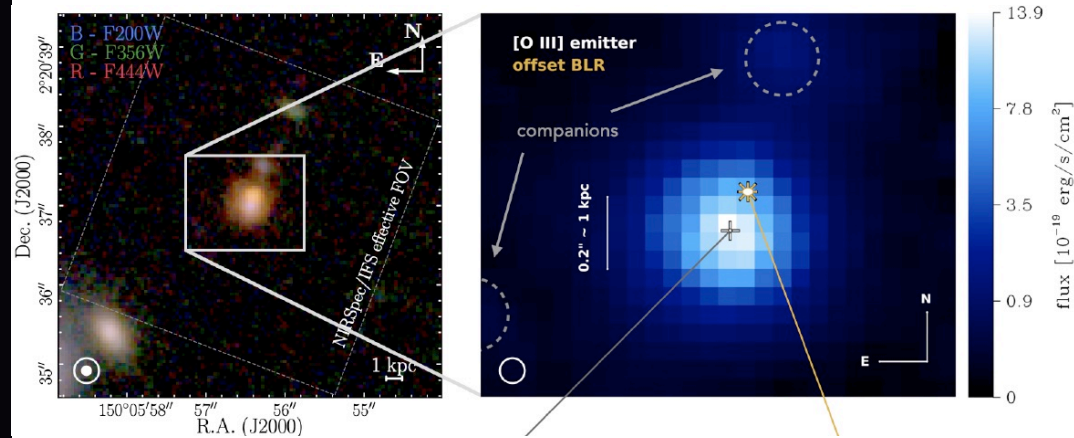 B - F200W
G - F356W
R - F444W
N
E
2°20′39″
38″
37″
36″
35″
Dec. (J2000)
NIRSpec/IFS effective FOV
1 kpc
150°05′58″ 57″ 56″ 55″
R.A. (J2000)
[O III] emitter
offset BLR
companions
0.2" ~ 1 kpc
N
E
13.9
7.8
3.5
0.9
0
flux [10⁻¹⁹ erg/s/cm²]